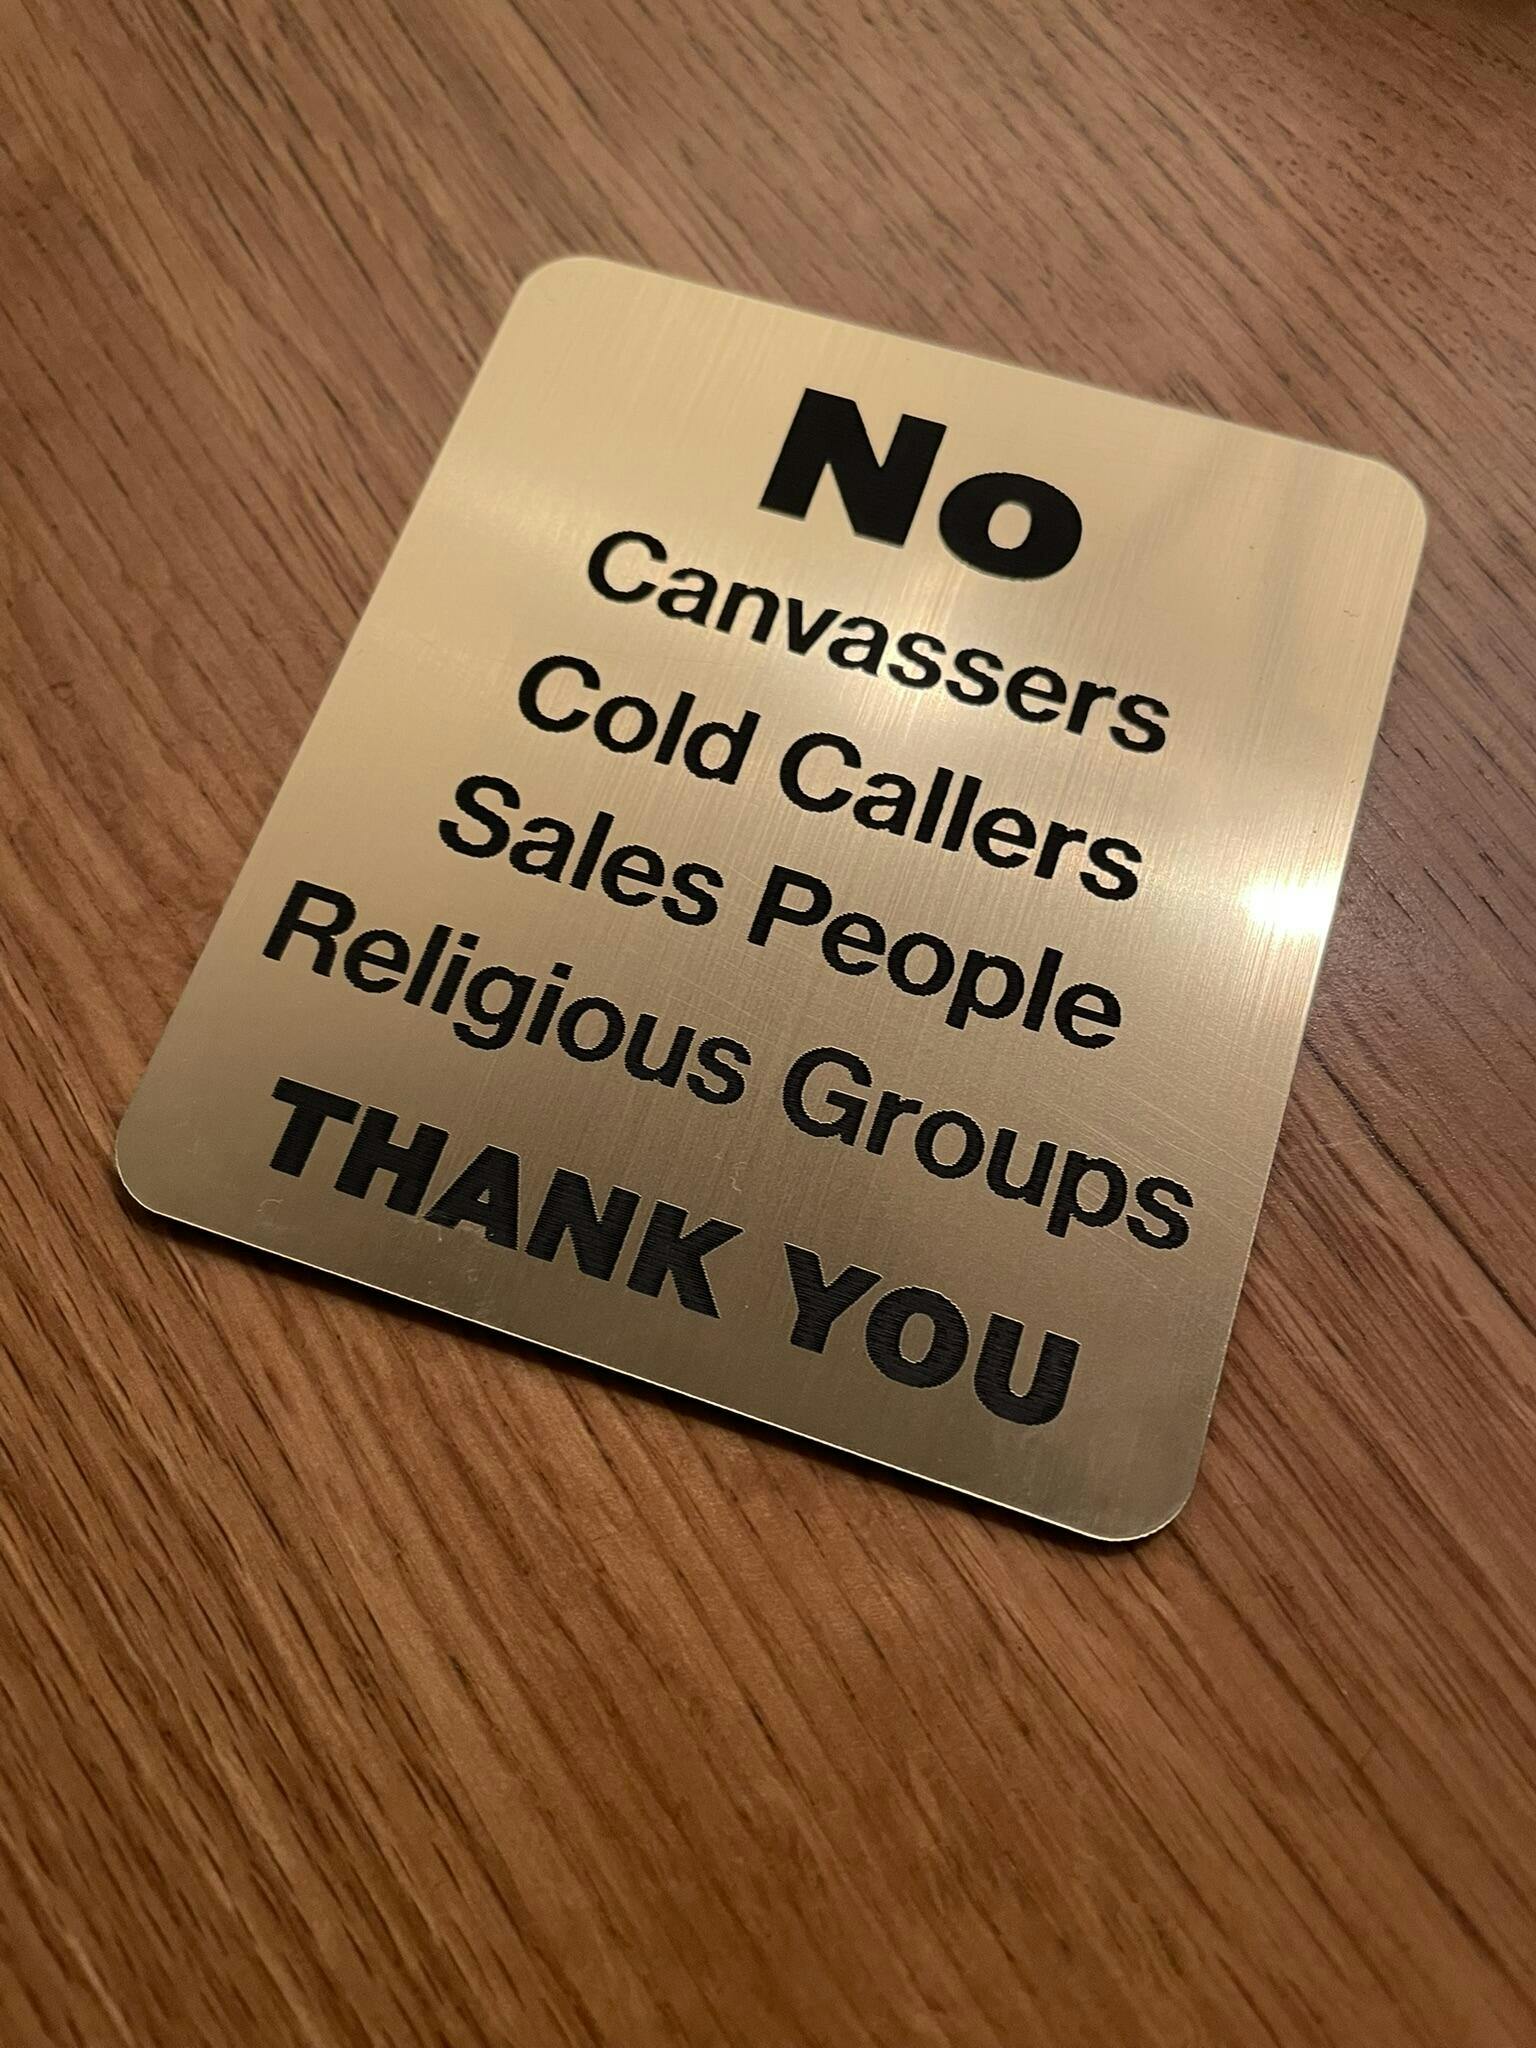 No
Canvassers
Cold Callers
Sales People
Religious Groups
THANK YOU